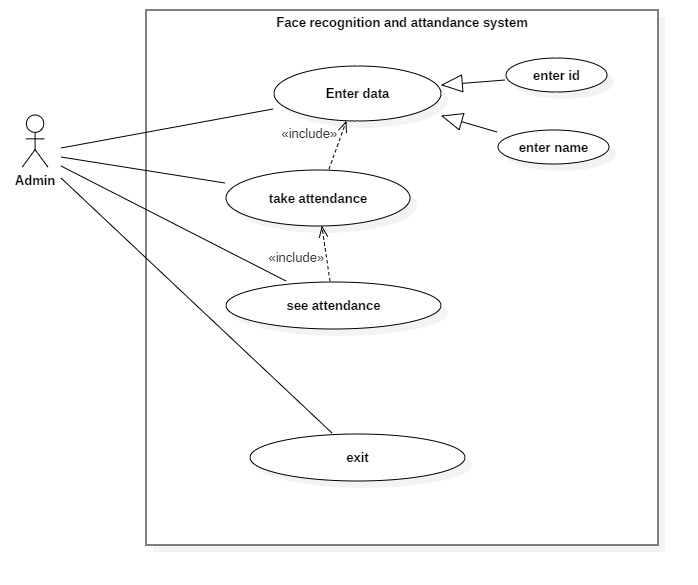 Face recognition and attandance system
enter id
Enter data
«include»
enter name
Admin
take attendance
«include»
see attendance
exit